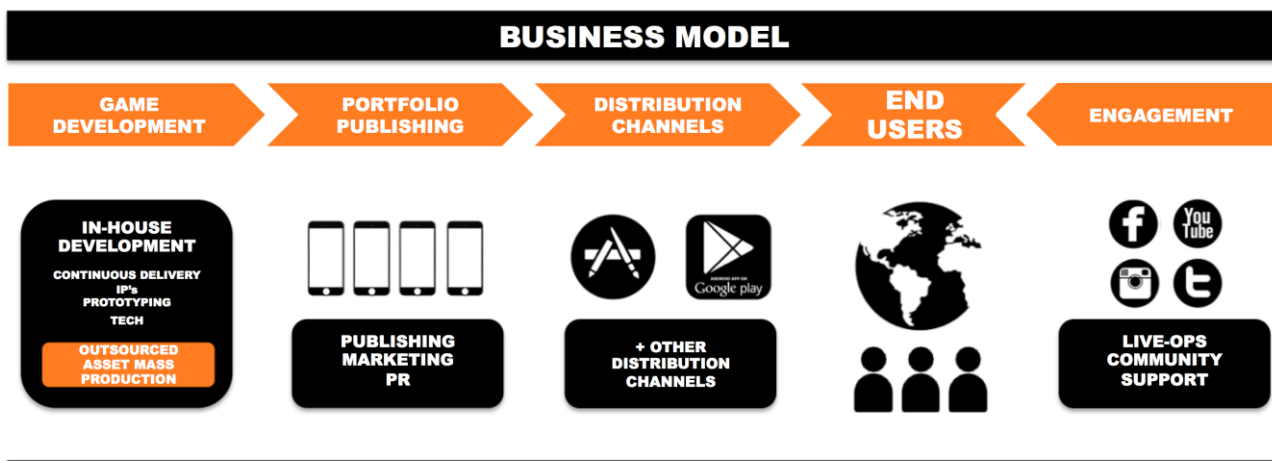 BUSINESS MODEL
GAME
DEVELOPMENT
PORTFOLIO
PUBLISHING
DISTRIBUTION
CHANNELS
END
USERS
ENGAGEMENT
IN-HOUSE
DEVELOPMENT
CONTINUOUS DELIVERY
IP's
PROTOTYPING
TECH
OUTSOURCED
ASSET MASS
PRODUCTION
PUBLISHING
MARKETING
PR
ANDROID APP ON
Google play
+ OTHER
DISTRIBUTION
CHANNELS
f
You
Tube
t
LIVE-OPS
COMMUNITY
SUPPORT